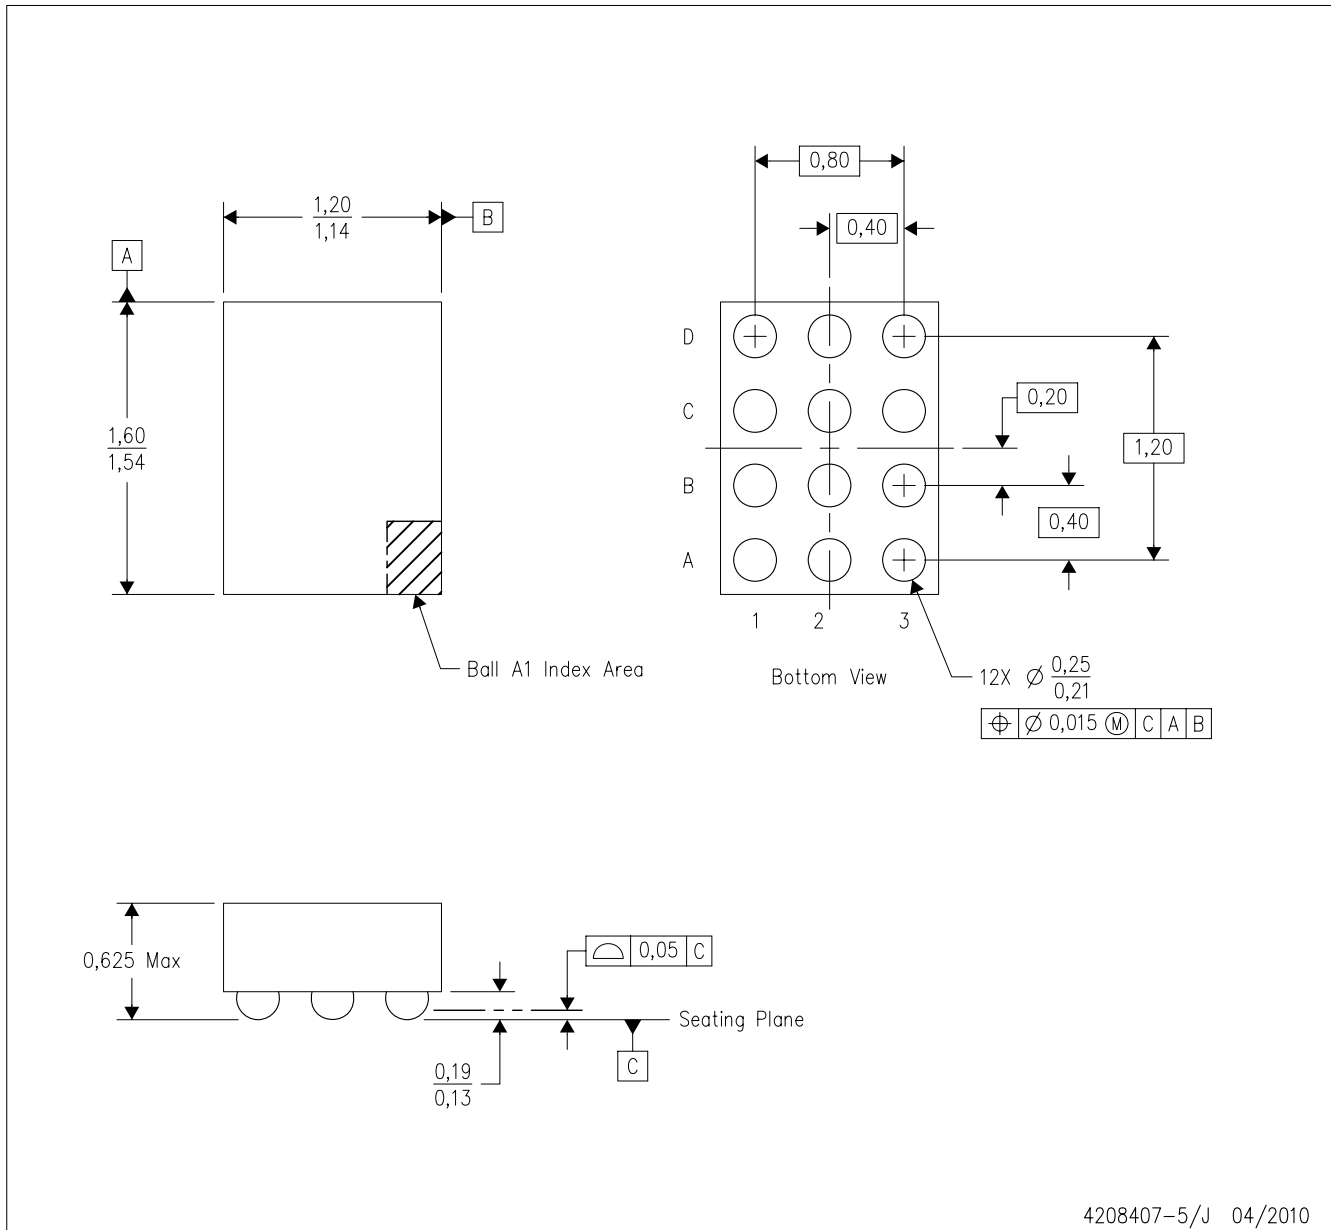 0,80
0,40
1,20
1,14
B
A
D
C
B
A
0,20
1,20
0,40
1,60
1,54
1 2 3
Ball A1 Index Area
Bottom View
12X Ø 0,25
0,21
⌖ Ø 0,015 Ⓜ C A B
0,625 Max
⌓ 0,05 C
Seating Plane
C
0,19
0,13
4208407-5/J 04/2010